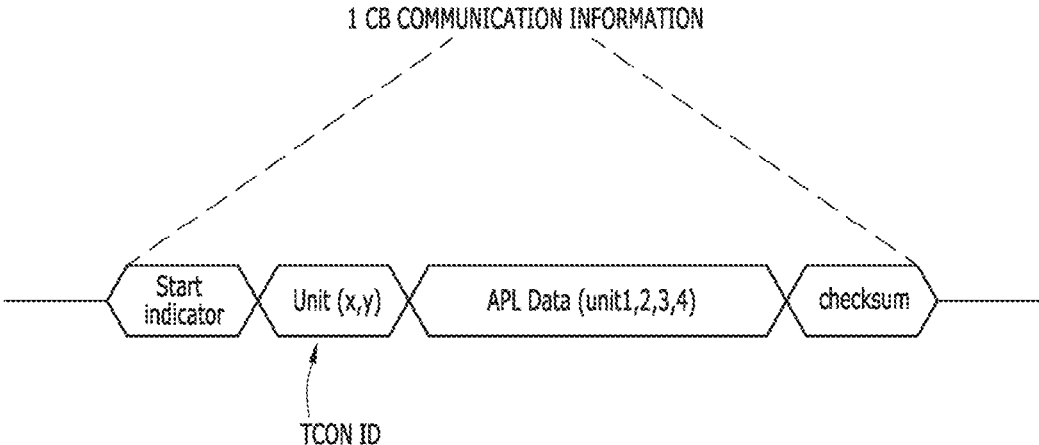 1 CB COMMUNICATION INFORMATION
Start
indicator
Unit (x,y)
APL Data (unit1,2,3,4)
checksum
TCON ID